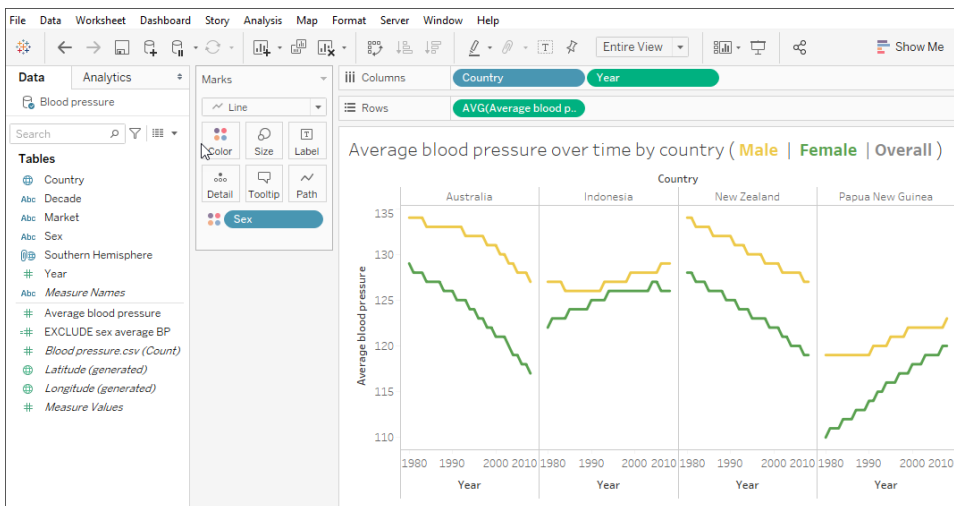 File Data Worksheet Dashboard Story Analysis Map Format Server Window Help
Entire View
Show Me
Data Analytics
Blood pressure
Search
Tables
Country
Abc Decade
Abc Market
Abc Sex
Southern Hemisphere
# Year
Abc Measure Names
# Average blood pressure
=# EXCLUDE sex average BP
# Blood pressure.csv (Count)
Latitude (generated)
Longitude (generated)
# Measure Values
Marks
Line
Color Size Label
Detail Tooltip Path
Sex
Columns Country Year
Rows AVG(Average blood p..
Average blood pressure over time by country ( Male | Female | Overall )
Country
Australia Indonesia New Zealand Papua New Guinea
Average blood pressure
135
130
125
120
115
110
1980 1990 2000 2010 1980 1990 2000 2010 1980 1990 2000 2010 1980 1990 2000 2010
Year Year Year Year